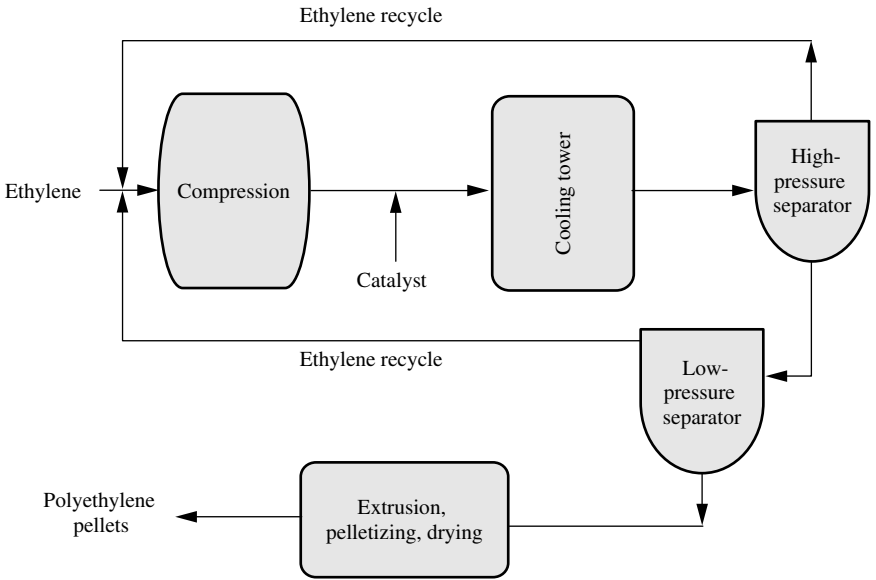 Ethylene recycle
Ethylene
Compression
Catalyst
Cooling tower
High-
pressure
separator
Ethylene recycle
Low-
pressure
separator
Polyethylene
pellets
Extrusion,
pelletizing, drying